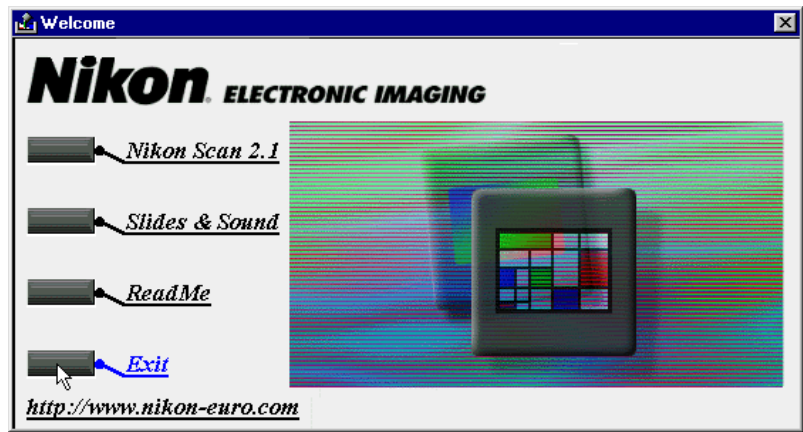 Welcome
Nikon ELECTRONIC IMAGING
Nikon Scan 2.1
Slides & Sound
ReadMe
Exit
http://www.nikon-euro.com